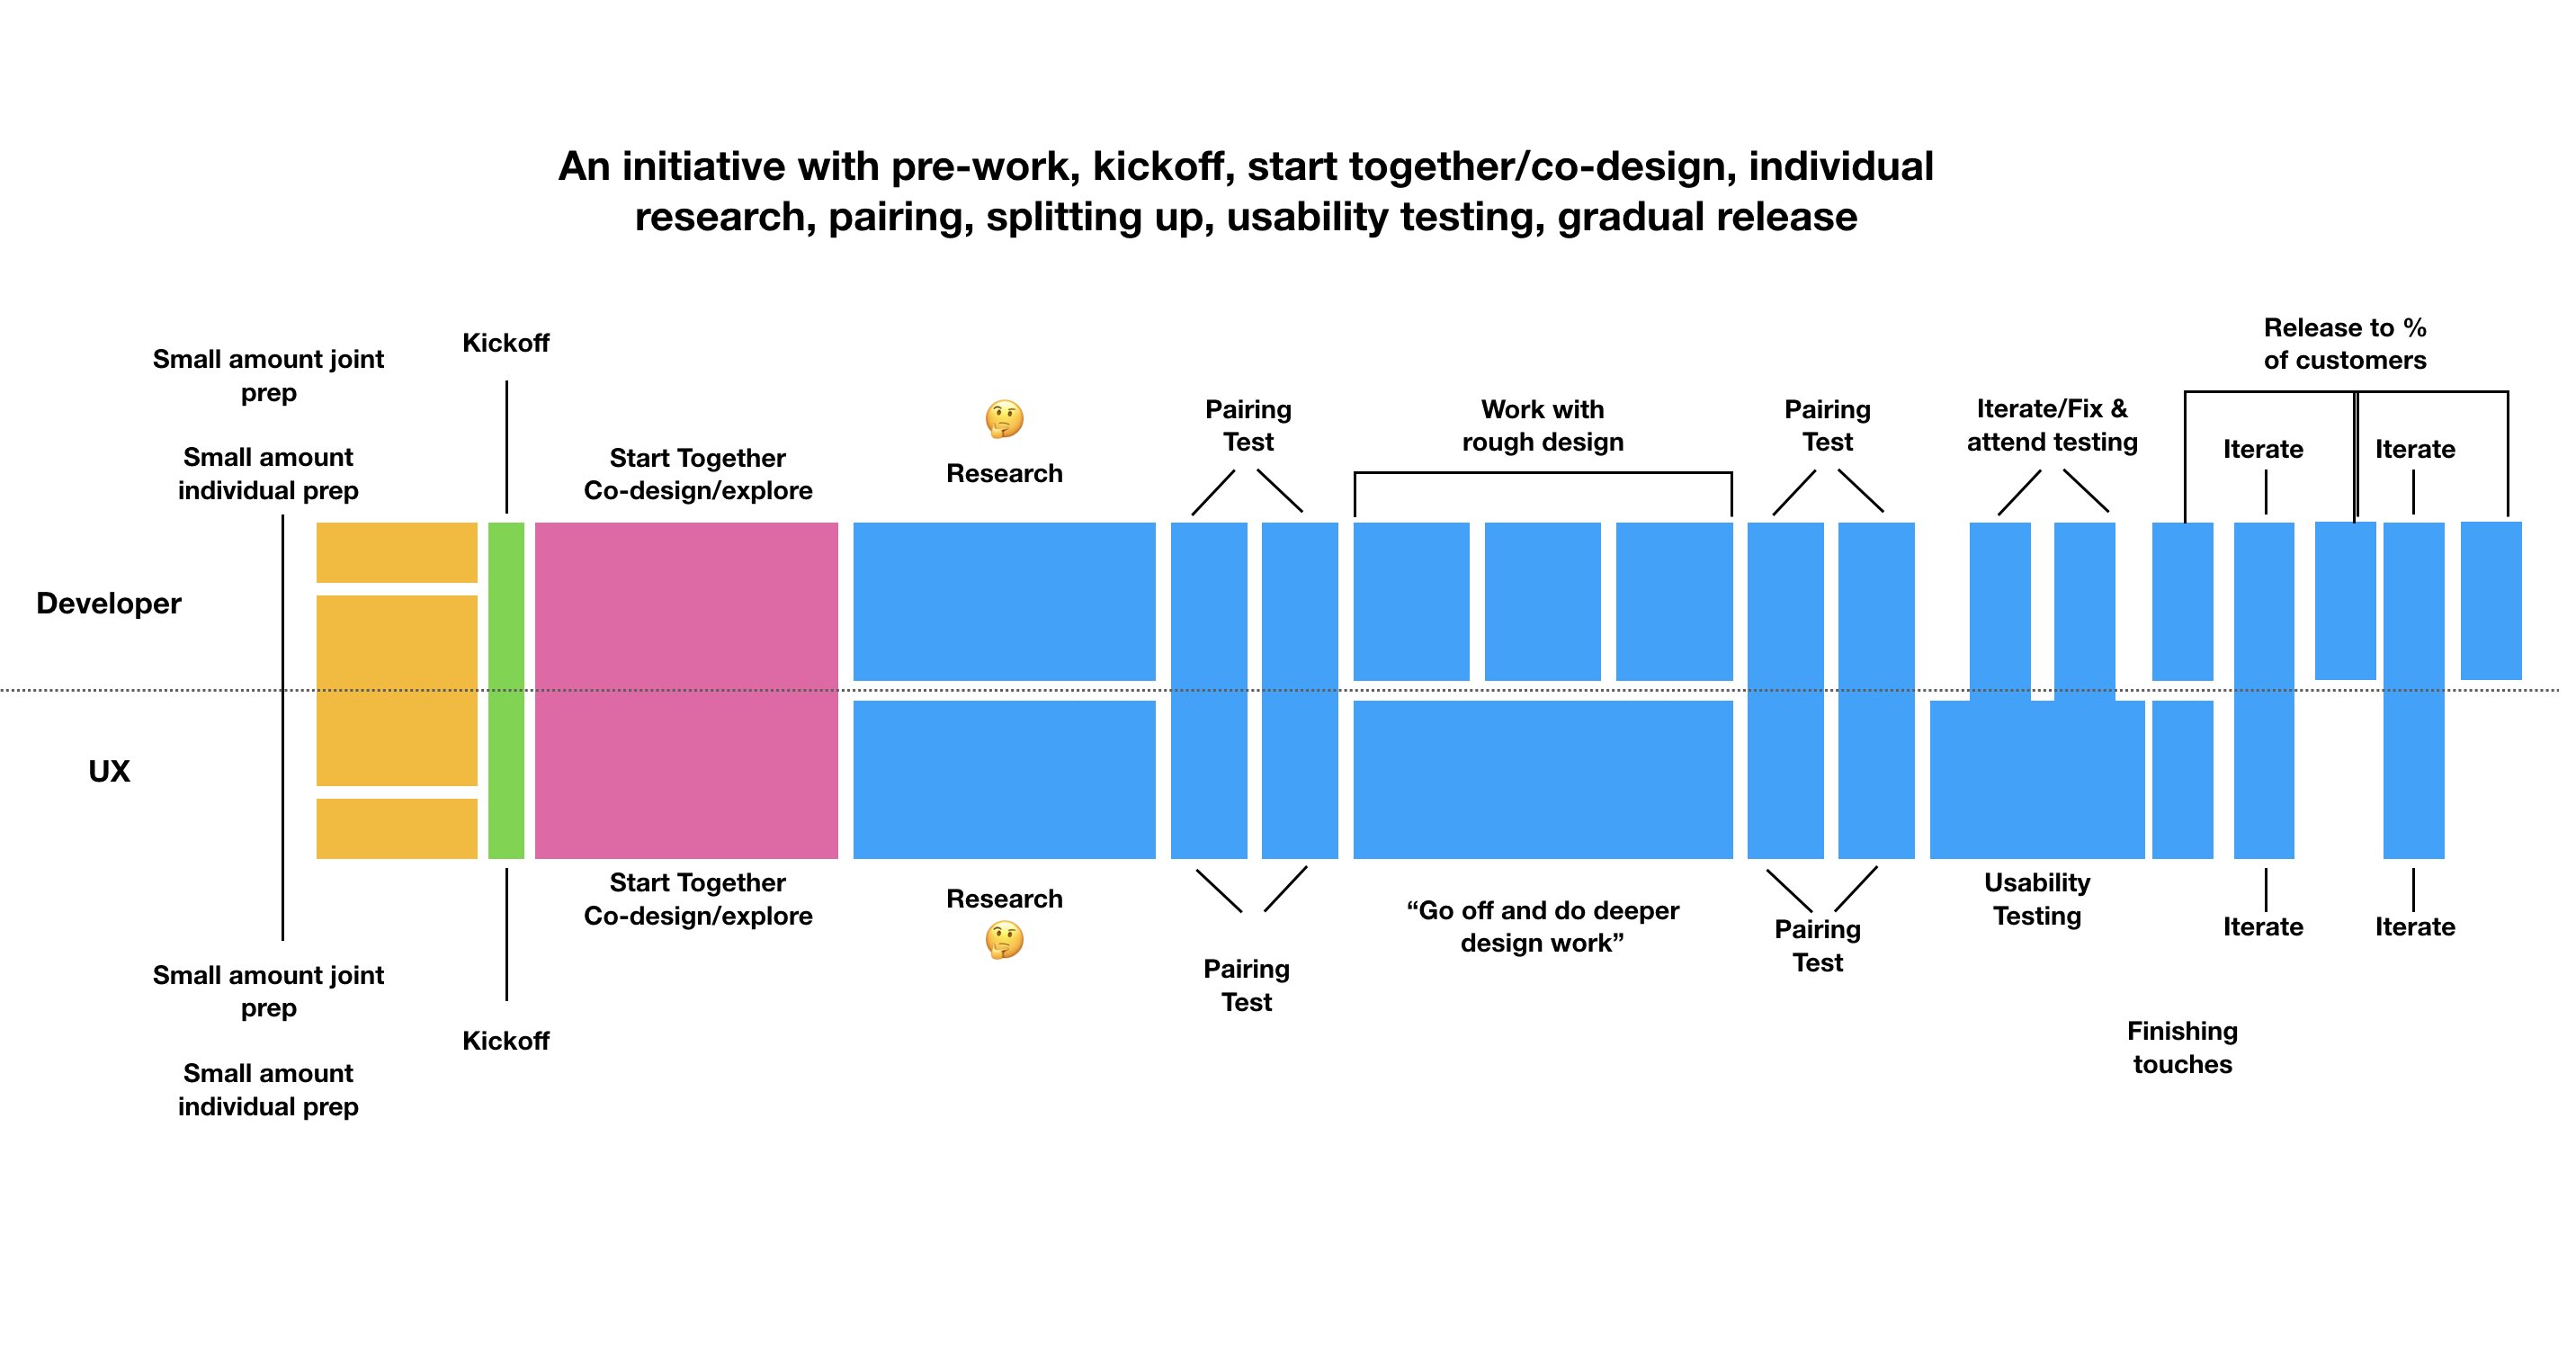 An initiative with pre-work, kickoff, start together/co-design, individual
research, pairing, splitting up, usability testing, gradual release
Small amount joint
prep
Small amount
individual prep
Kickoff
Start Together
Co-design/explore
Research
Pairing
Test
Work with
rough design
Pairing
Test
Iterate/Fix &
attend testing
Release to %
of customers
Iterate
Iterate
Developer
UX
Small amount joint
prep
Small amount
individual prep
Kickoff
Start Together
Co-design/explore
Research
Pairing
Test
“Go off and do deeper
design work”
Pairing
Test
Usability
Testing
Finishing
touches
Iterate
Iterate